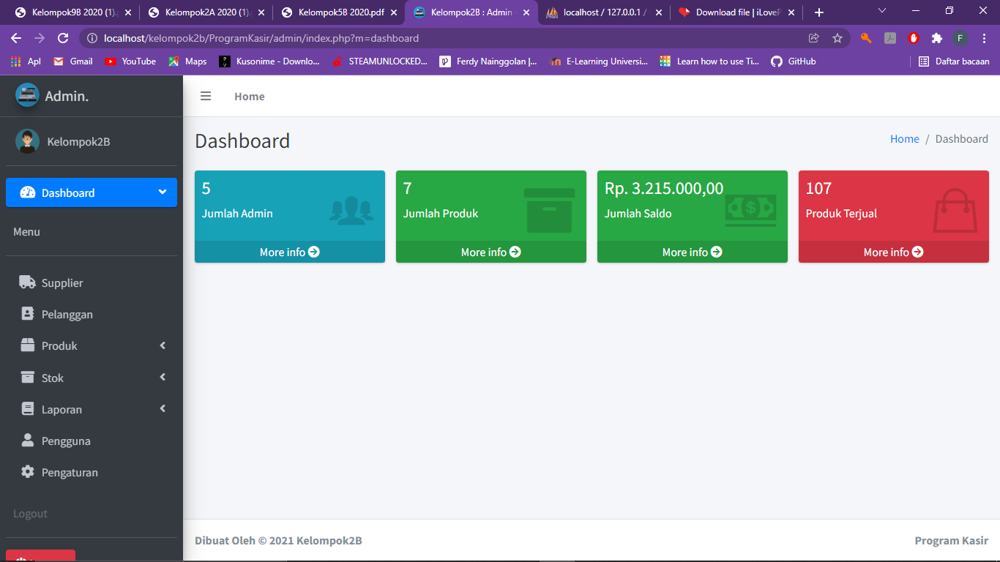 Kelompok9B 2020 (1).p
Kelompok2A 2020 (1).
Kelompok5B 2020.pdf
Kelompok2B : Admin
localhost / 127.0.0.1 /
Download file | iLoveP
localhost/kelompok2b/ProgramKasir/admin/index.php?m=dashboard
F
Apl
Gmail
YouTube
Maps
Kusonime - Downlo...
STEAMUNLOCKED...
Ferdy Nainggolan |...
E-Learning Universi...
Learn how to use Ti...
GitHub
Daftar bacaan
Admin.
Home
Kelompok2B
Dashboard
Home / Dashboard
Dashboard
5
Jumlah Admin
More info
7
Jumlah Produk
More info
Rp. 3.215.000,00
Jumlah Saldo
More info
107
Produk Terjual
More info
Menu
Supplier
Pelanggan
Produk
Stok
Laporan
Pengguna
Pengaturan
Logout
Dibuat Oleh © 2021 Kelompok2B
Program Kasir